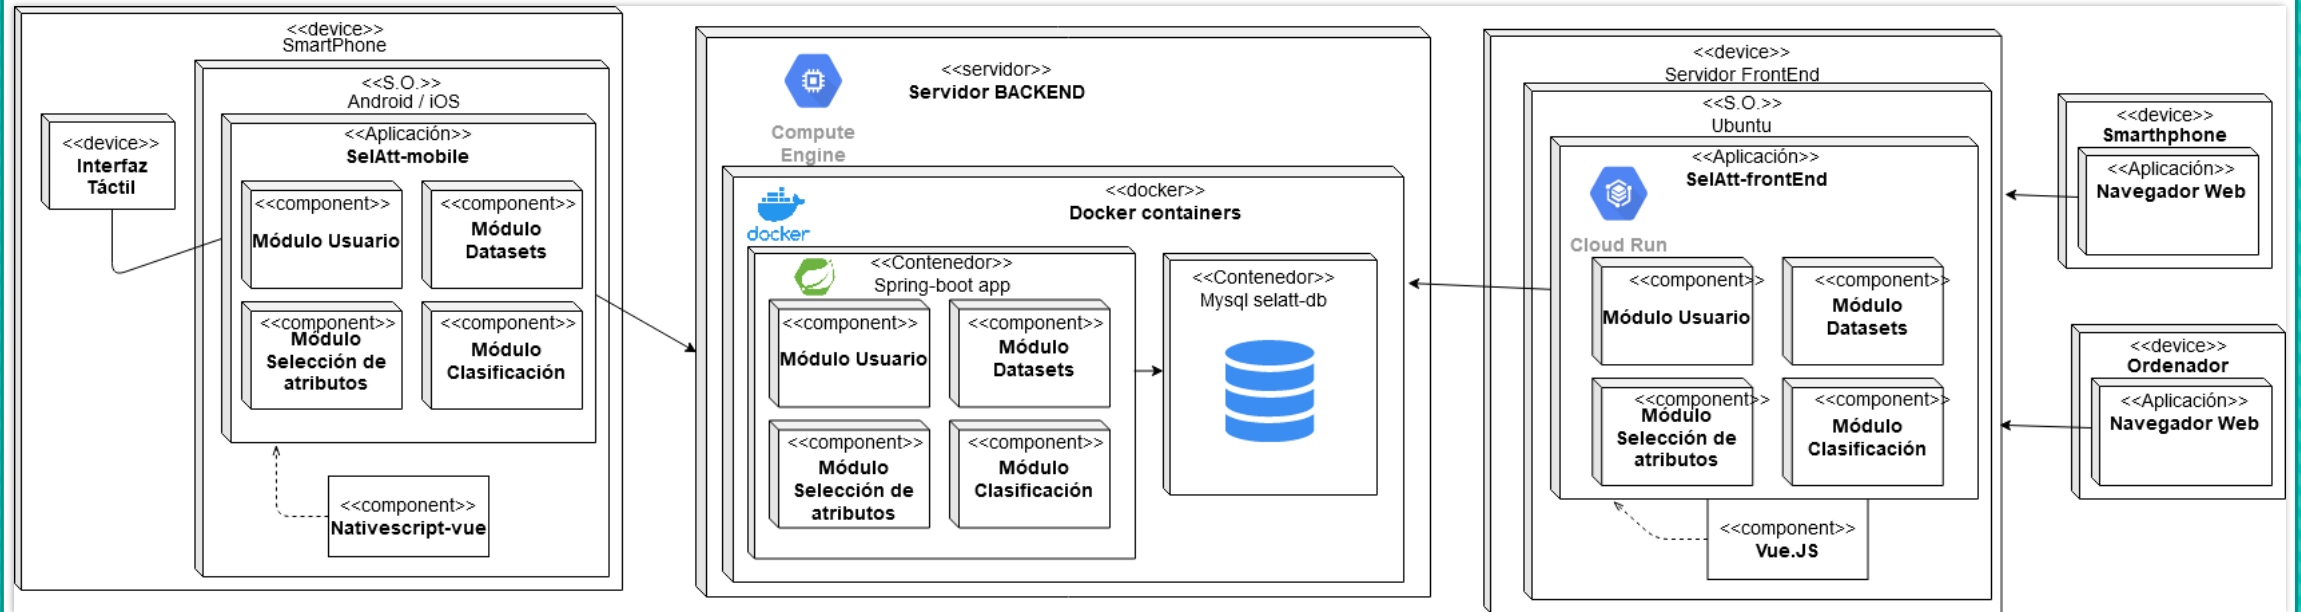 <<device>>
SmartPhone
<<S.O.>>
Android / iOS
<<device>>
Interfaz
Táctil
<<Aplicación>>
SelAtt-mobile
<<component>>
Módulo Usuario
<<component>>
Módulo
Datasets
<<component>>
Módulo
Selección de
atributos
<<component>>
Módulo
Clasificación
<<component>>
Nativescript-vue
<<servidor>>
Servidor BACKEND
Compute
Engine
<<docker>>
Docker containers
docker
<<Contenedor>>
Spring-boot app
<<component>>
Módulo Usuario
<<component>>
Módulo
Datasets
<<component>>
Módulo
Selección de
atributos
<<component>>
Módulo
Clasificación
<<Contenedor>>
Mysql selatt-db
<<device>>
Servidor FrontEnd
<<S.O.>>
Ubuntu
<<Aplicación>>
SelAtt-frontEnd
Cloud Run
<<component>>
Módulo Usuario
<<component>>
Módulo
Datasets
<<component>>
Módulo
Selección de
atributos
<<component>>
Módulo
Clasificación
<<component>>
Vue.JS
<<device>>
Smarthphone
<<Aplicación>>
Navegador Web
<<device>>
Ordenador
<<Aplicación>>
Navegador Web